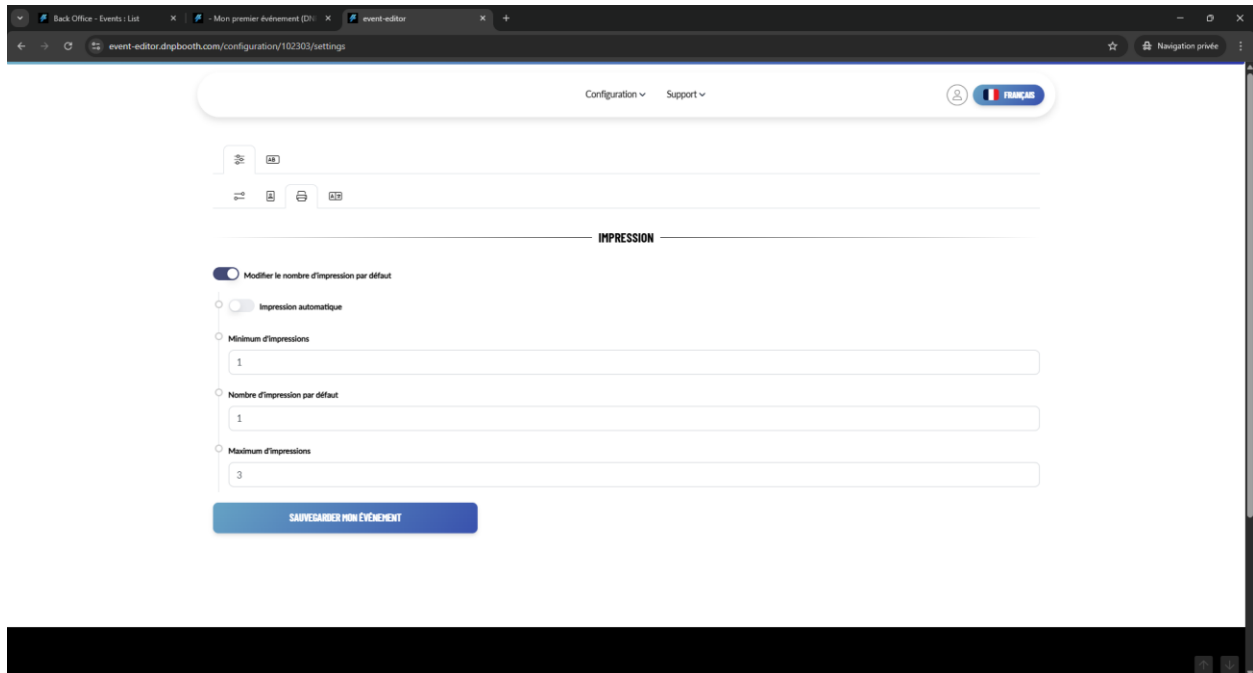 Back Office - Events : List
- Mon premier événement (DN
event-editor
event-editor.dnpbooth.com/configuration/102303/settings
Navigation privée
Configuration
Support
FRANÇAIS
AB
IMPRESSION
Modifier le nombre d'impression par défaut
Impression automatique
Minimum d'impressions
1
Nombre d'impression par défaut
1
Maximum d'impressions
3
SAUVEGARDER MON ÉVÉNEMENT